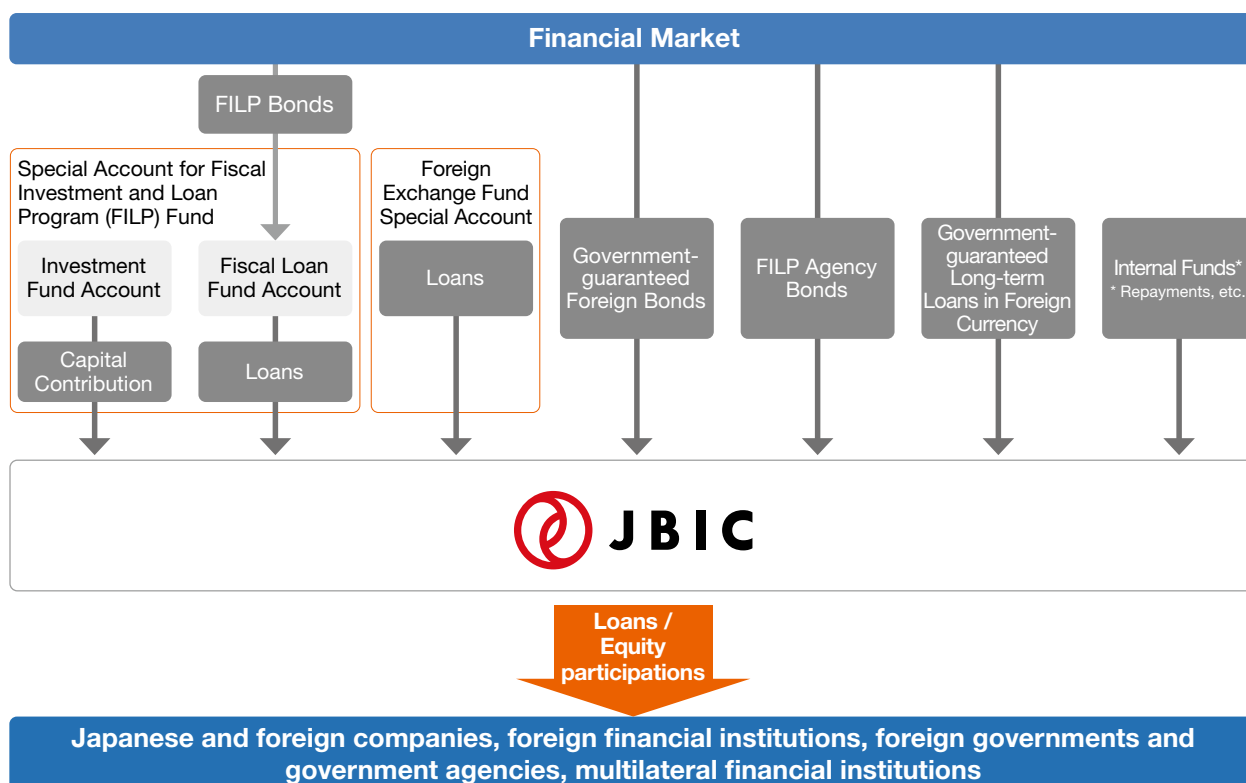 Financial Market
FILP Bonds
Special Account for Fiscal
Investment and Loan
Program (FILP) Fund
Investment
Fund Account
Capital
Contribution
Fiscal Loan
Fund Account
Loans
Foreign
Exchange Fund
Special Account
Loans
Government-
guaranteed
Foreign Bonds
FILP Agency
Bonds
Government-
guaranteed
Long-term
Loans in Foreign
Currency
Internal Funds*
* Repayments, etc.
JBIC
Loans /
Equity
participations
Japanese and foreign companies, foreign financial institutions, foreign governments and
government agencies, multilateral financial institutions